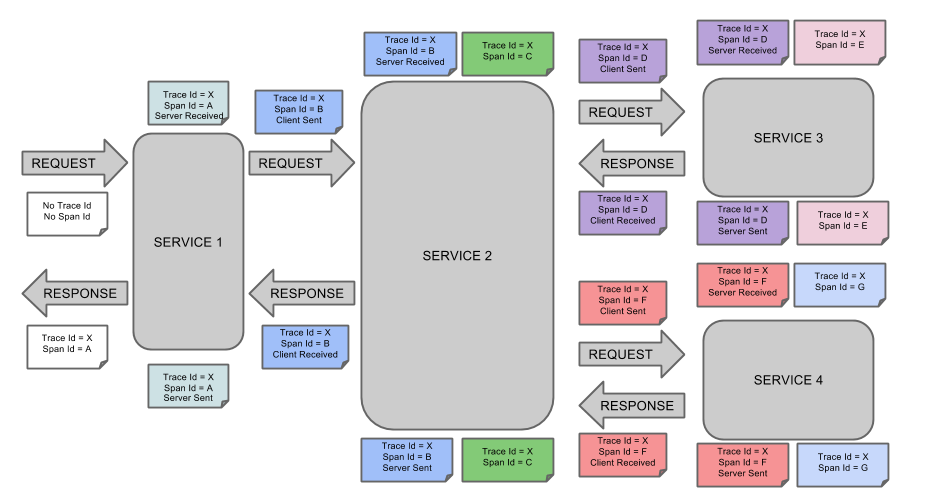 Trace Id = X
Span Id = A
Server Received
Trace Id = X
Span Id = B
Client Sent
Trace Id = X
Span Id = B
Server Received
Trace Id = X
Span Id = C
Trace Id = X
Span Id = D
Client Sent
Trace Id = X
Span Id = D
Server Received
Trace Id = X
Span Id = E
REQUEST
REQUEST
REQUEST
SERVICE 3
RESPONSE
No Trace Id
No Span Id
Trace Id = X
Span Id = D
Client Received
Trace Id = X
Span Id = D
Server Sent
Trace Id = X
Span Id = E
SERVICE 1
SERVICE 2
RESPONSE
RESPONSE
Trace Id = X
Span Id = F
Client Sent
Trace Id = X
Span Id = F
Server Received
Trace Id = X
Span Id = G
Trace Id = X
Span Id = A
Trace Id = X
Span Id = B
Client Received
REQUEST
SERVICE 4
RESPONSE
Trace Id = X
Span Id = A
Server Sent
Trace Id = X
Span Id = B
Server Sent
Trace Id = X
Span Id = C
Trace Id = X
Span Id = F
Client Received
Trace Id = X
Span Id = F
Server Sent
Trace Id = X
Span Id = G